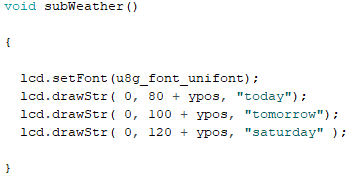 void subWeather()
{
lcd.setFont(u8g_font_unifont);
lcd.drawStr( 0, 80 + ypos, "today");
lcd.drawStr( 0, 100 + ypos, "tomorrow");
lcd.drawStr( 0, 120 + ypos, "saturday" );
}